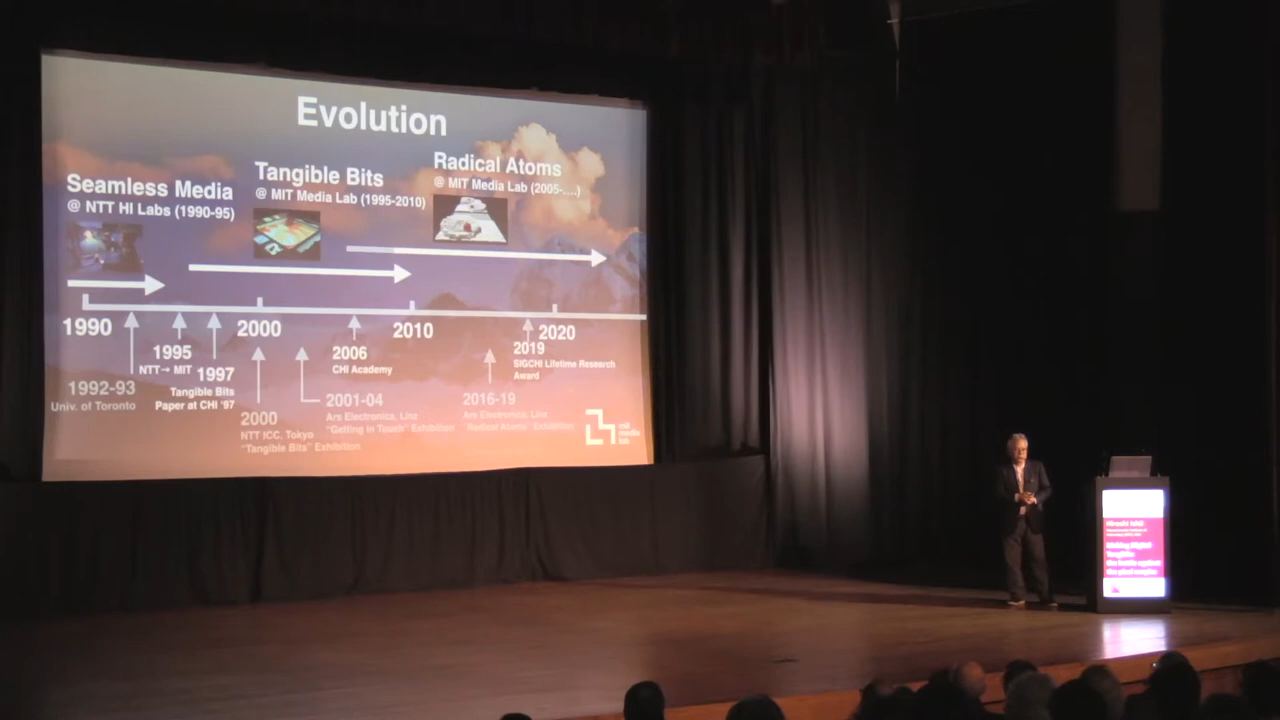 Evolution
Seamless Media
@ NTT HI Labs (1990-95)
Tangible Bits
@ MIT Media Lab (1995-2010)
Radical Atoms
@ MIT Media Lab (2005-....)
1990
2000
2010
2020
1992-93
Univ. of Toronto
1995
NTT→ MIT
1997
Tangible Bits
Paper at CHI '97
2000
NTT ICC, Tokyo
"Tangible Bits" Exhibition
2001-04
Ars Electronica, Linz
"Getting in Touch" Exhibition
2006
CHI Academy
2016-19
Ars Electronica, Linz
"Radical Atoms" Exhibition
2019
SIGCHI Lifetime Research
Award
mit
media
lab
Making Digital
Tangible: